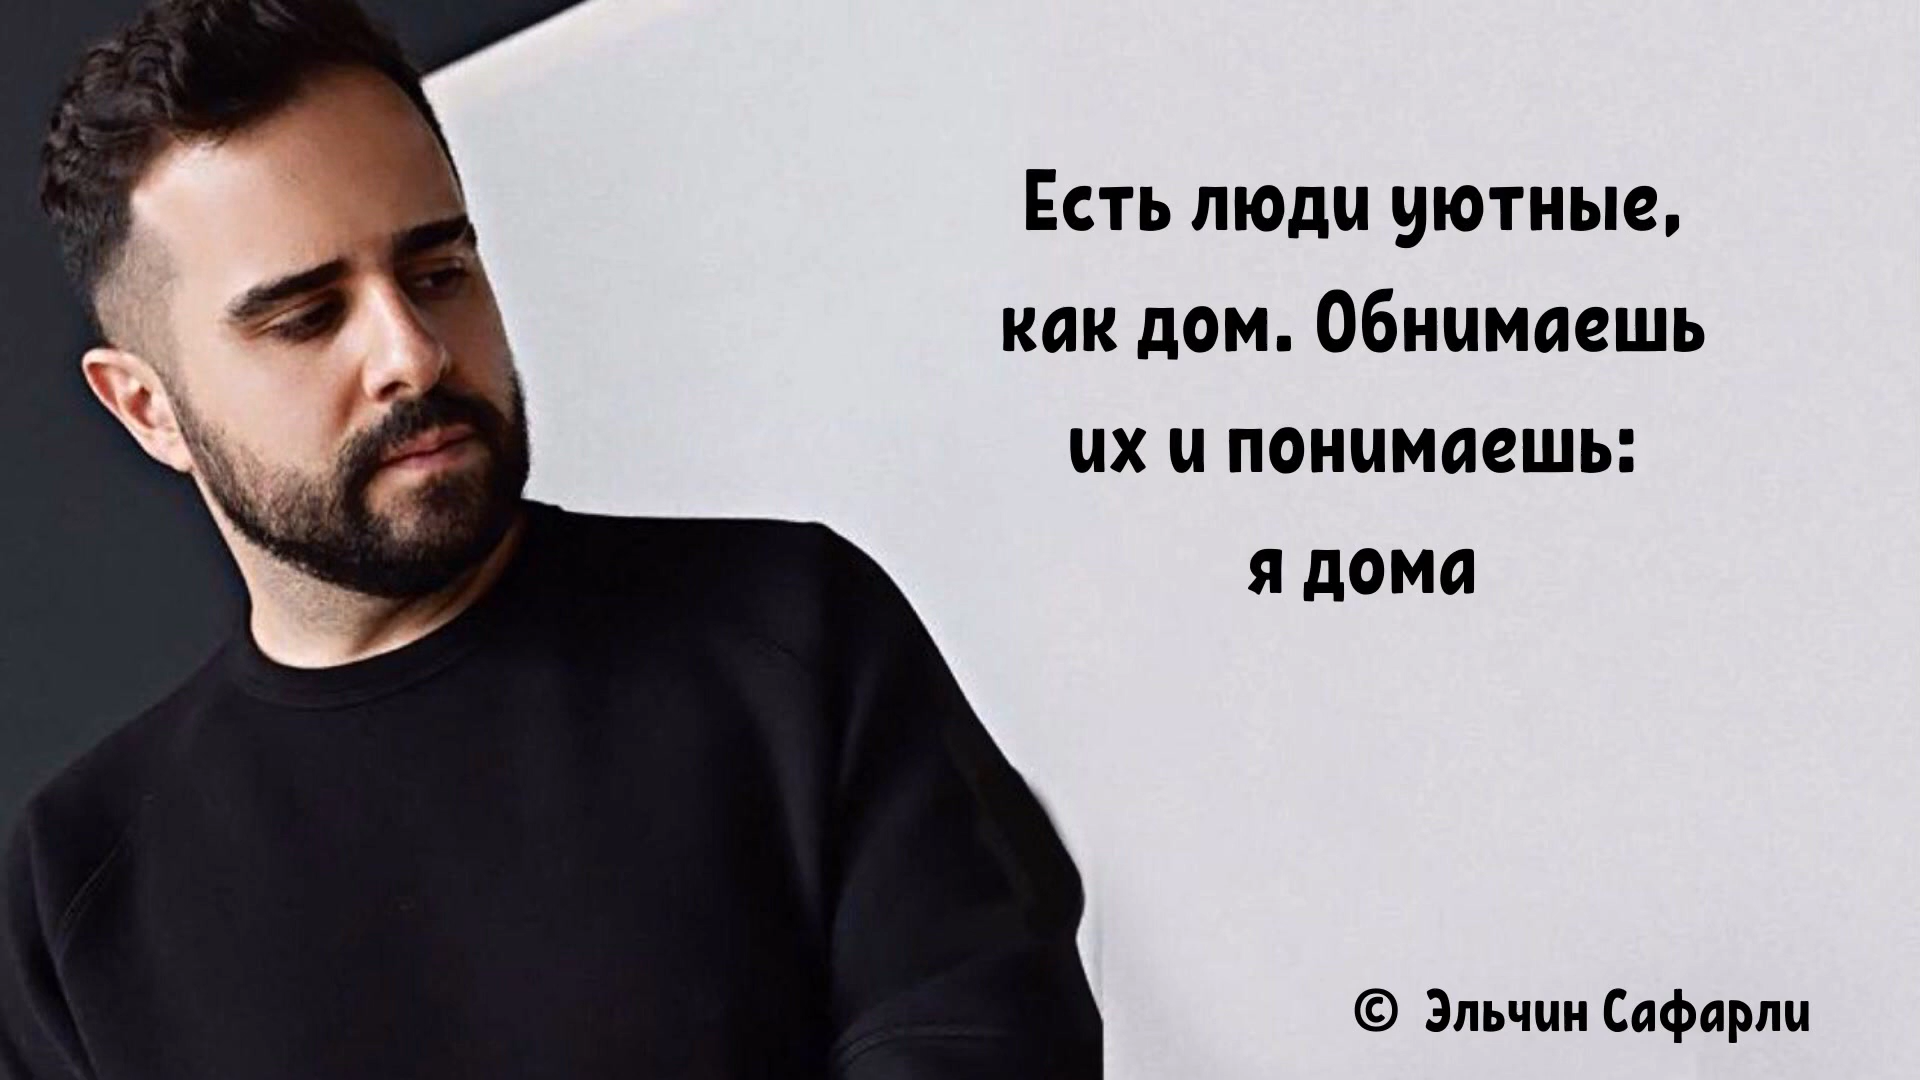 Есть люди уютные,
как дом. Обнимаешь
их и понимаешь:
я дома
© Эльчин Сафарли